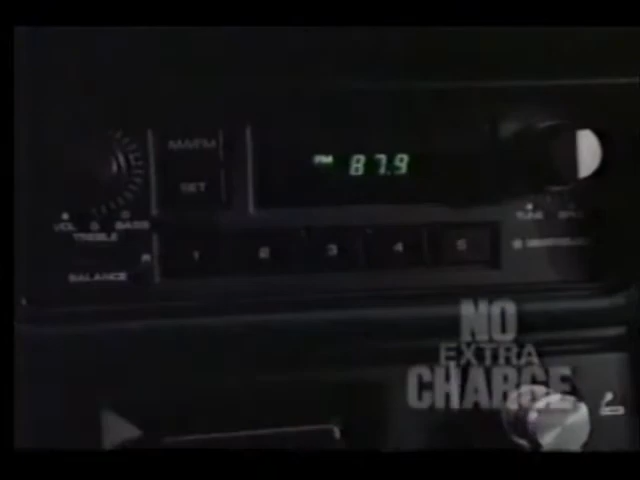 AM/FM
SET
FM 87.9
VOL
BASS
TREBLE
BALANCE
R
TUNE
1 2 3 4 5
NO
EXTRA
CHARGE